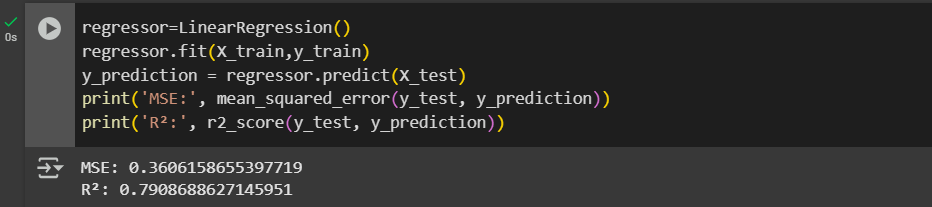 regressor=LinearRegression()
0s
regressor.fit(X_train,y_train)
y_prediction = regressor.predict(X_test)
print('MSE:', mean_squared_error(y_test, y_prediction))
print('R²:', r2_score(y_test, y_prediction))
MSE: 0.3606158655397719
R²: 0.7908688627145951